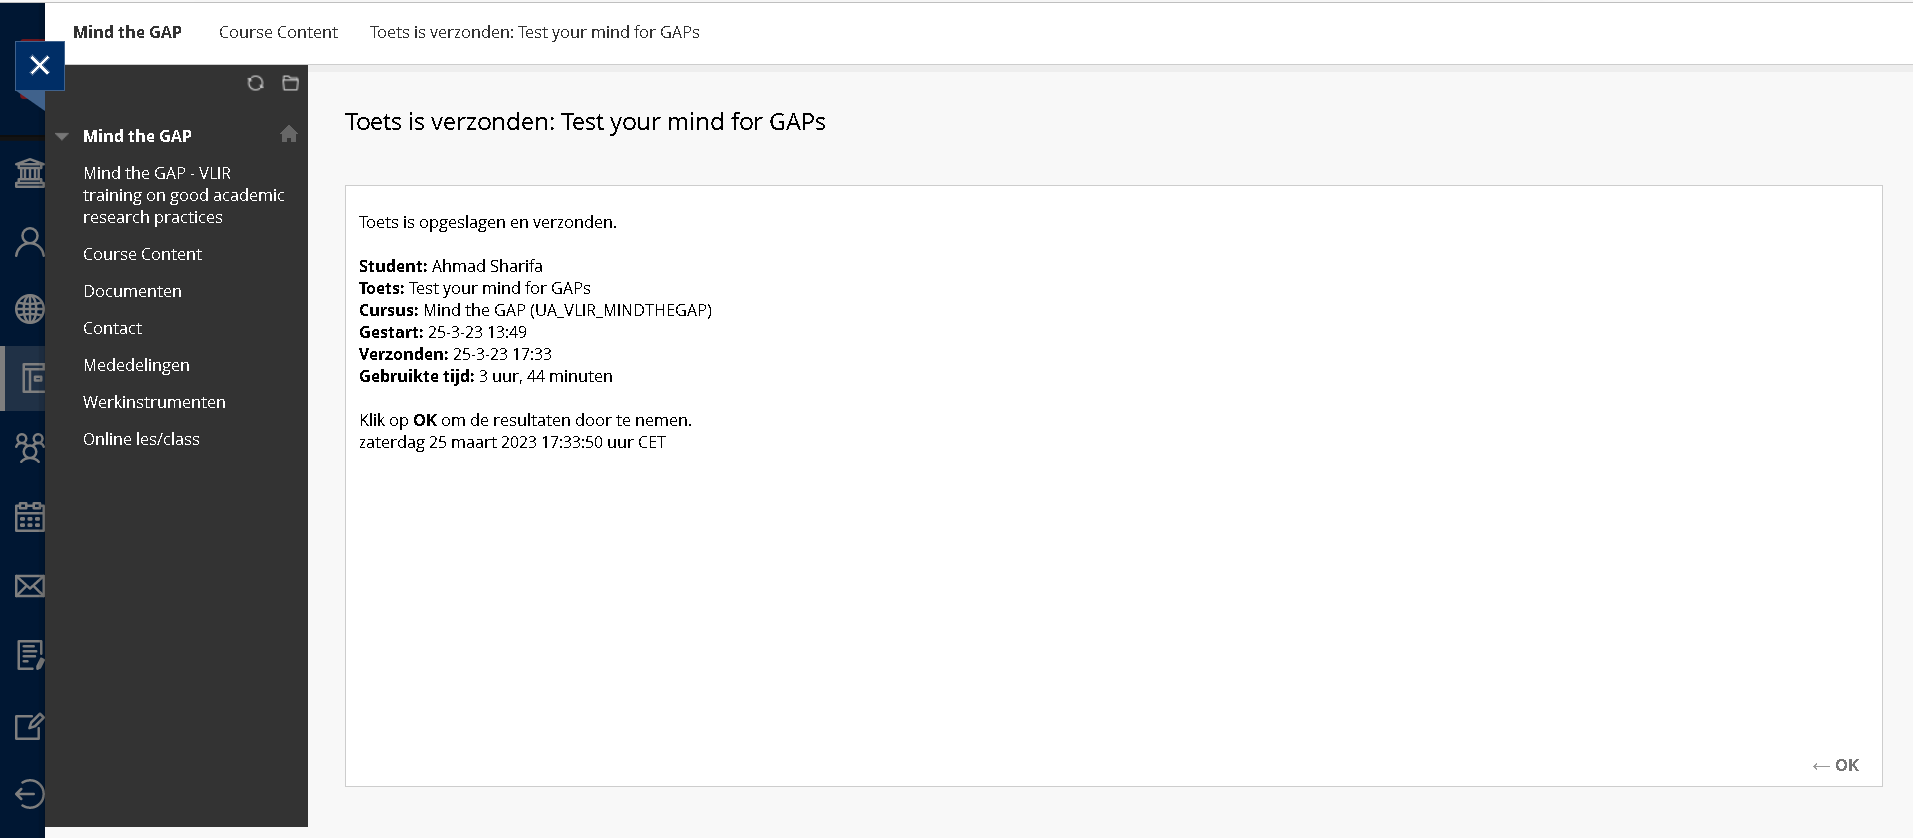 Mind the GAP
Course Content
Toets is verzonden: Test your mind for GAPs
Mind the GAP
Mind the GAP - VLIR
training on good academic
research practices
Course Content
Documenten
Contact
Mededelingen
Werkinstrumenten
Online les/class
Toets is verzonden: Test your mind for GAPs
Toets is opgeslagen en verzonden.
Student: Ahmad Sharifa
Toets: Test your mind for GAPs
Cursus: Mind the GAP (UA_VLIR_MINDTHEGAP)
Gestart: 25-3-23 13:49
Verzonden: 25-3-23 17:33
Gebruikte tijd: 3 uur, 44 minuten
Klik op OK om de resultaten door te nemen.
zaterdag 25 maart 2023 17:33:50 uur CET
← OK